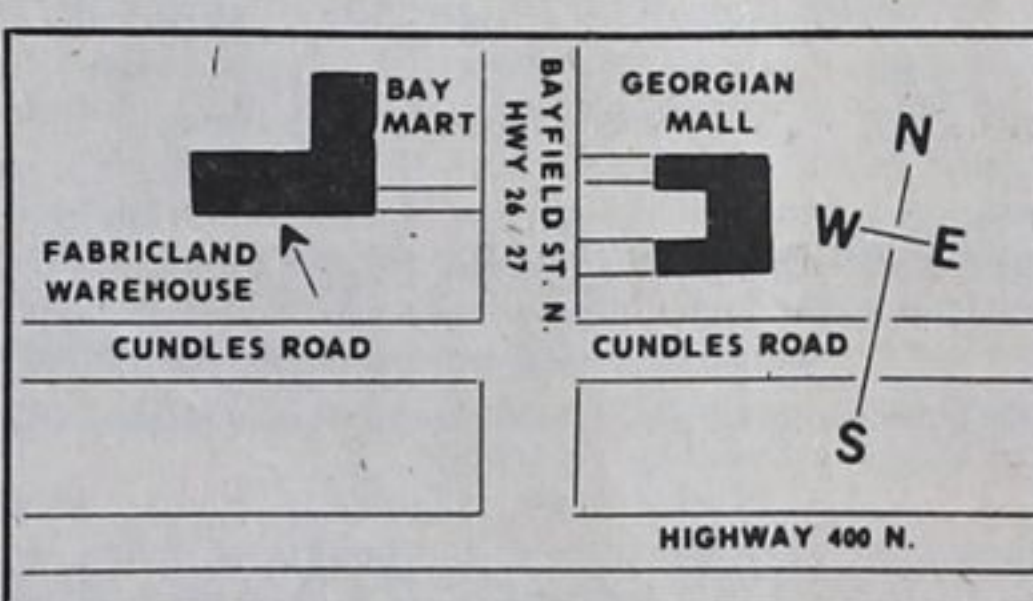 BAY
MART
BAYFIELD ST. N.
HWY 26/27
GEORGIAN
MALL
N
W
E
S
FABRICLAND
WAREHOUSE
CUNDLES ROAD
CUNDLES ROAD
HIGHWAY 400 N.